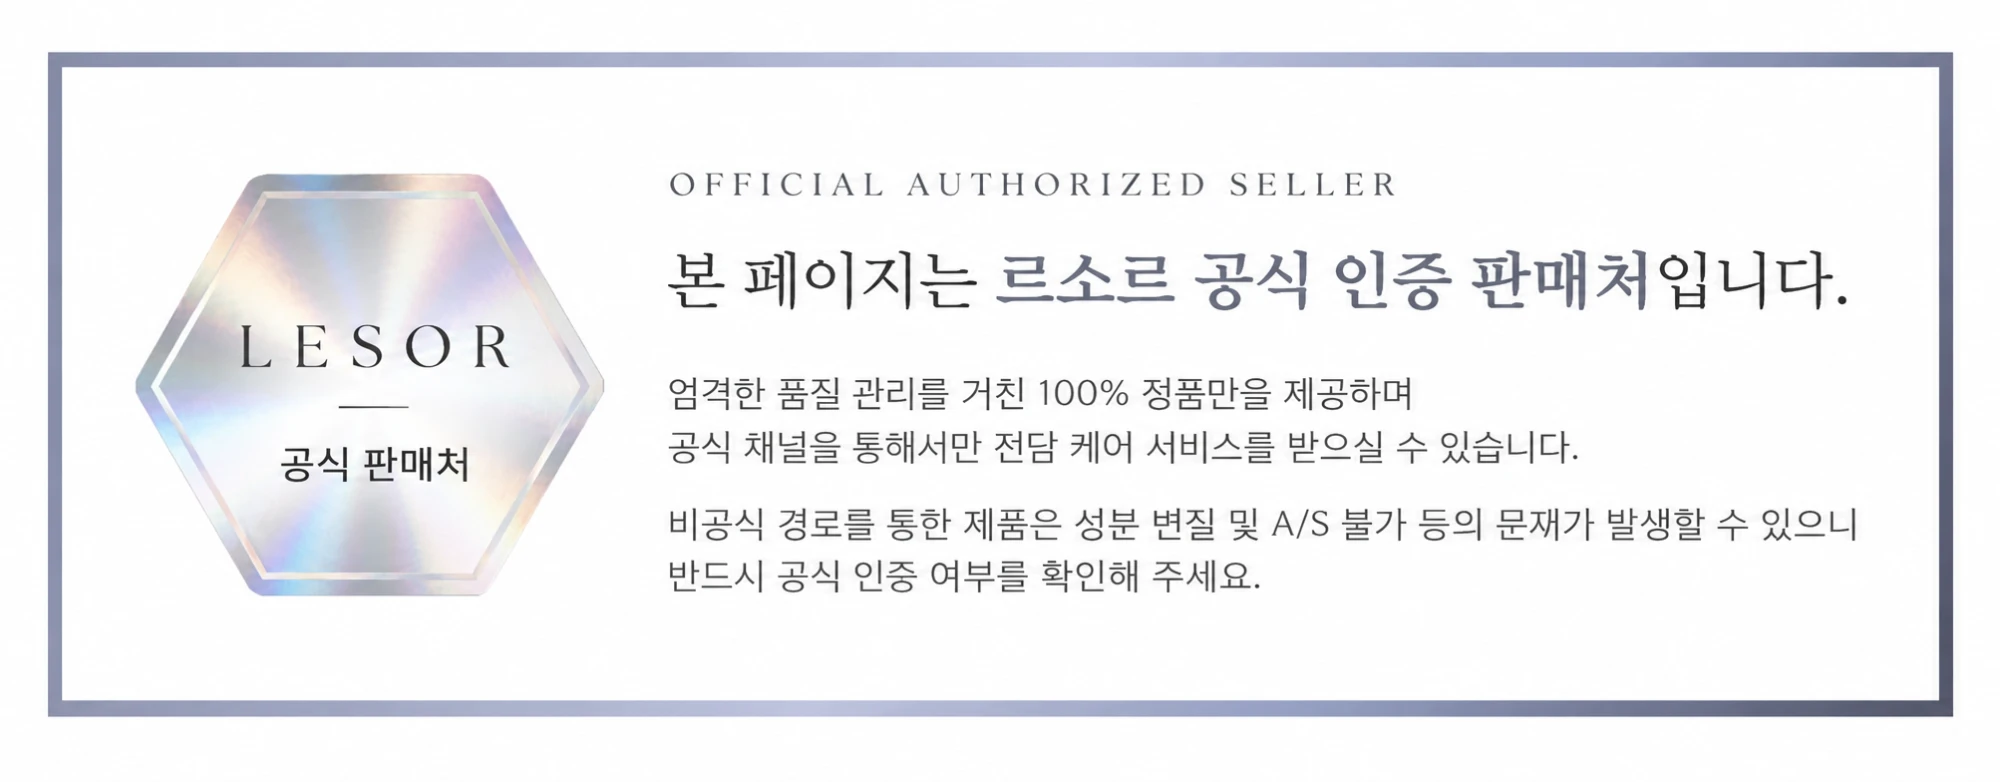 LESOR
공식 판매처
OFFICIAL AUTHORIZED SELLER
본 페이지는 르소르 공식 인증 판매처입니다.
엄격한 품질 관리를 거친 100% 정품만을 제공하며
공식 채널을 통해서만 전담 케어 서비스를 받으실 수 있습니다.
비공식 경로를 통한 제품은 성분 변질 및 A/S 불가 등의 문재가 발생할 수 있으니
반드시 공식 인중 여부를 확인해 주세요.